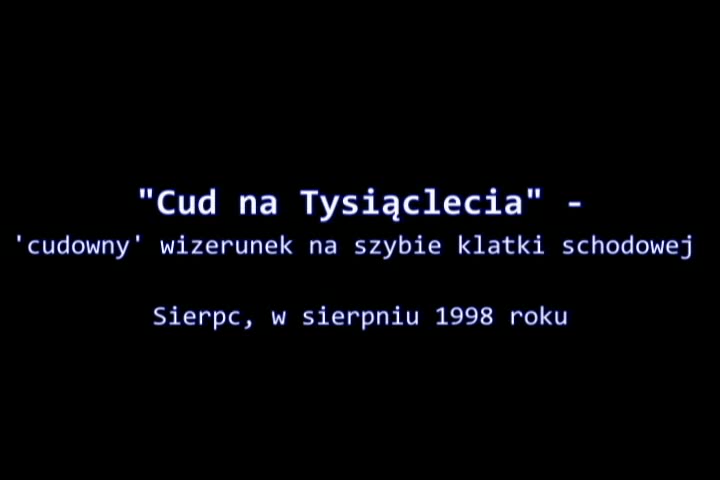 "Cud na Tysiąclecia" -
'cudowny' wizerunek na szybie klatki schodowej
Sierpc, w sierpniu 1998 roku